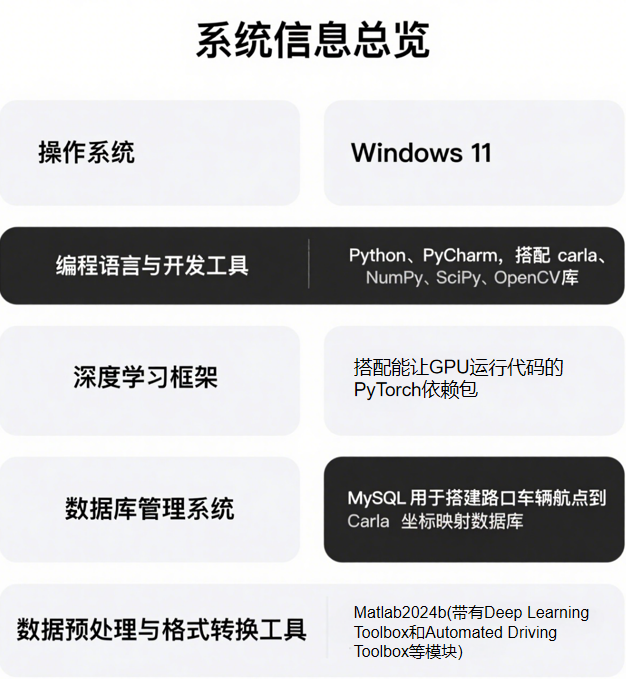 系统信息总览
操作系统
Windows 11
编程语言与开发工具
Python、PyCharm，搭配 carla、
NumPy、SciPy、OpenCV库
深度学习框架
搭配能让GPU运行代码的
PyTorch依赖包
数据库管理系统
MySQL 用于搭建路口车辆航点到
Carla 坐标映射数据库
数据预处理与格式转换工具
Matlab2024b(带有Deep Learning
Toolbox和Automated Driving
Toolbox等模块)